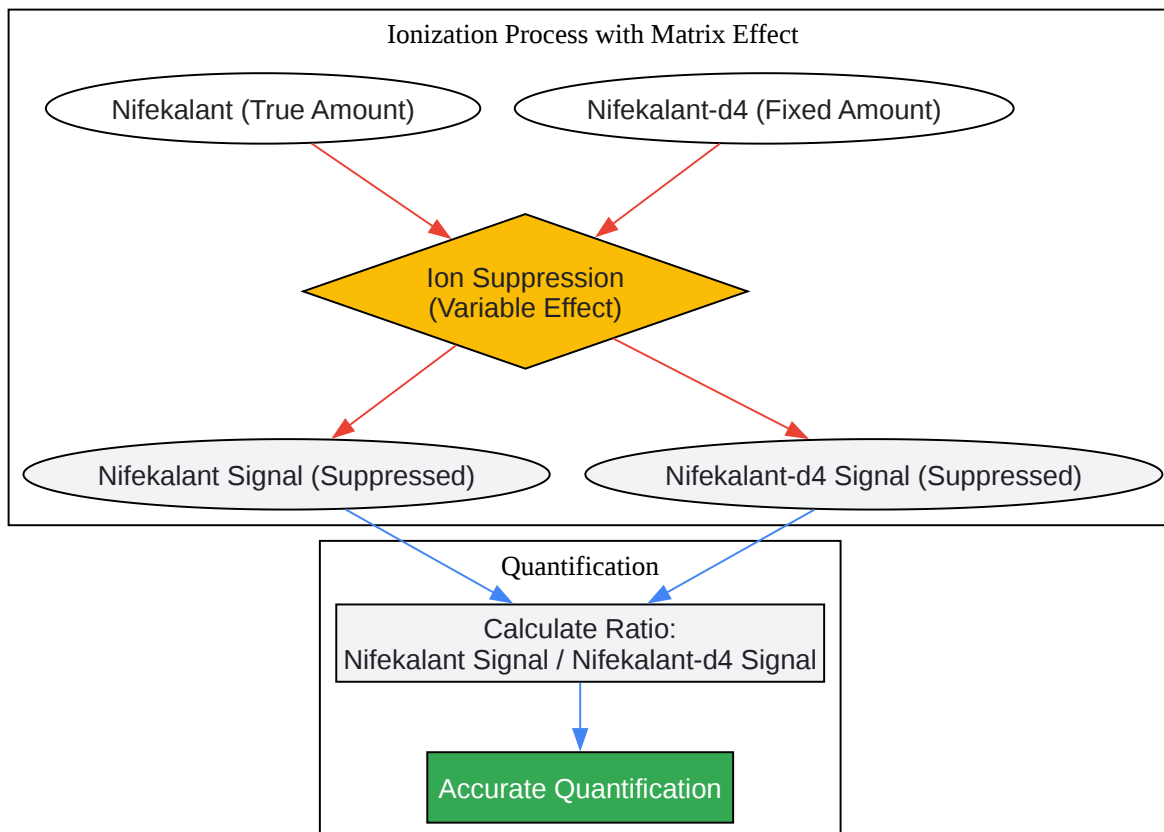 Ionization Process with Matrix Effect
Nifekalant (True Amount)
Nifekalant-d4 (Fixed Amount)
Ion Suppression
(Variable Effect)
Nifekalant Signal (Suppressed)
Nifekalant-d4 Signal (Suppressed)
Quantification
Calculate Ratio:
Nifekalant Signal / Nifekalant-d4 Signal
Accurate Quantification